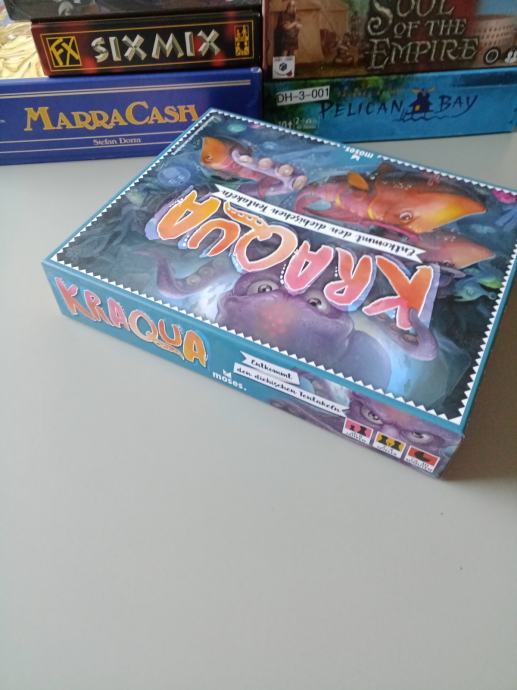 FX SIXMIX
SOUL
OF THE
EMPIRE
MARRACASH
Stefan Dorra
DH-3-001
PELICAN BAY
moses.
Entkommt den diebischen Tentakeln
KRAQUA
KRAQUA
moses.
Entkommt
den diebischen Tentakeln